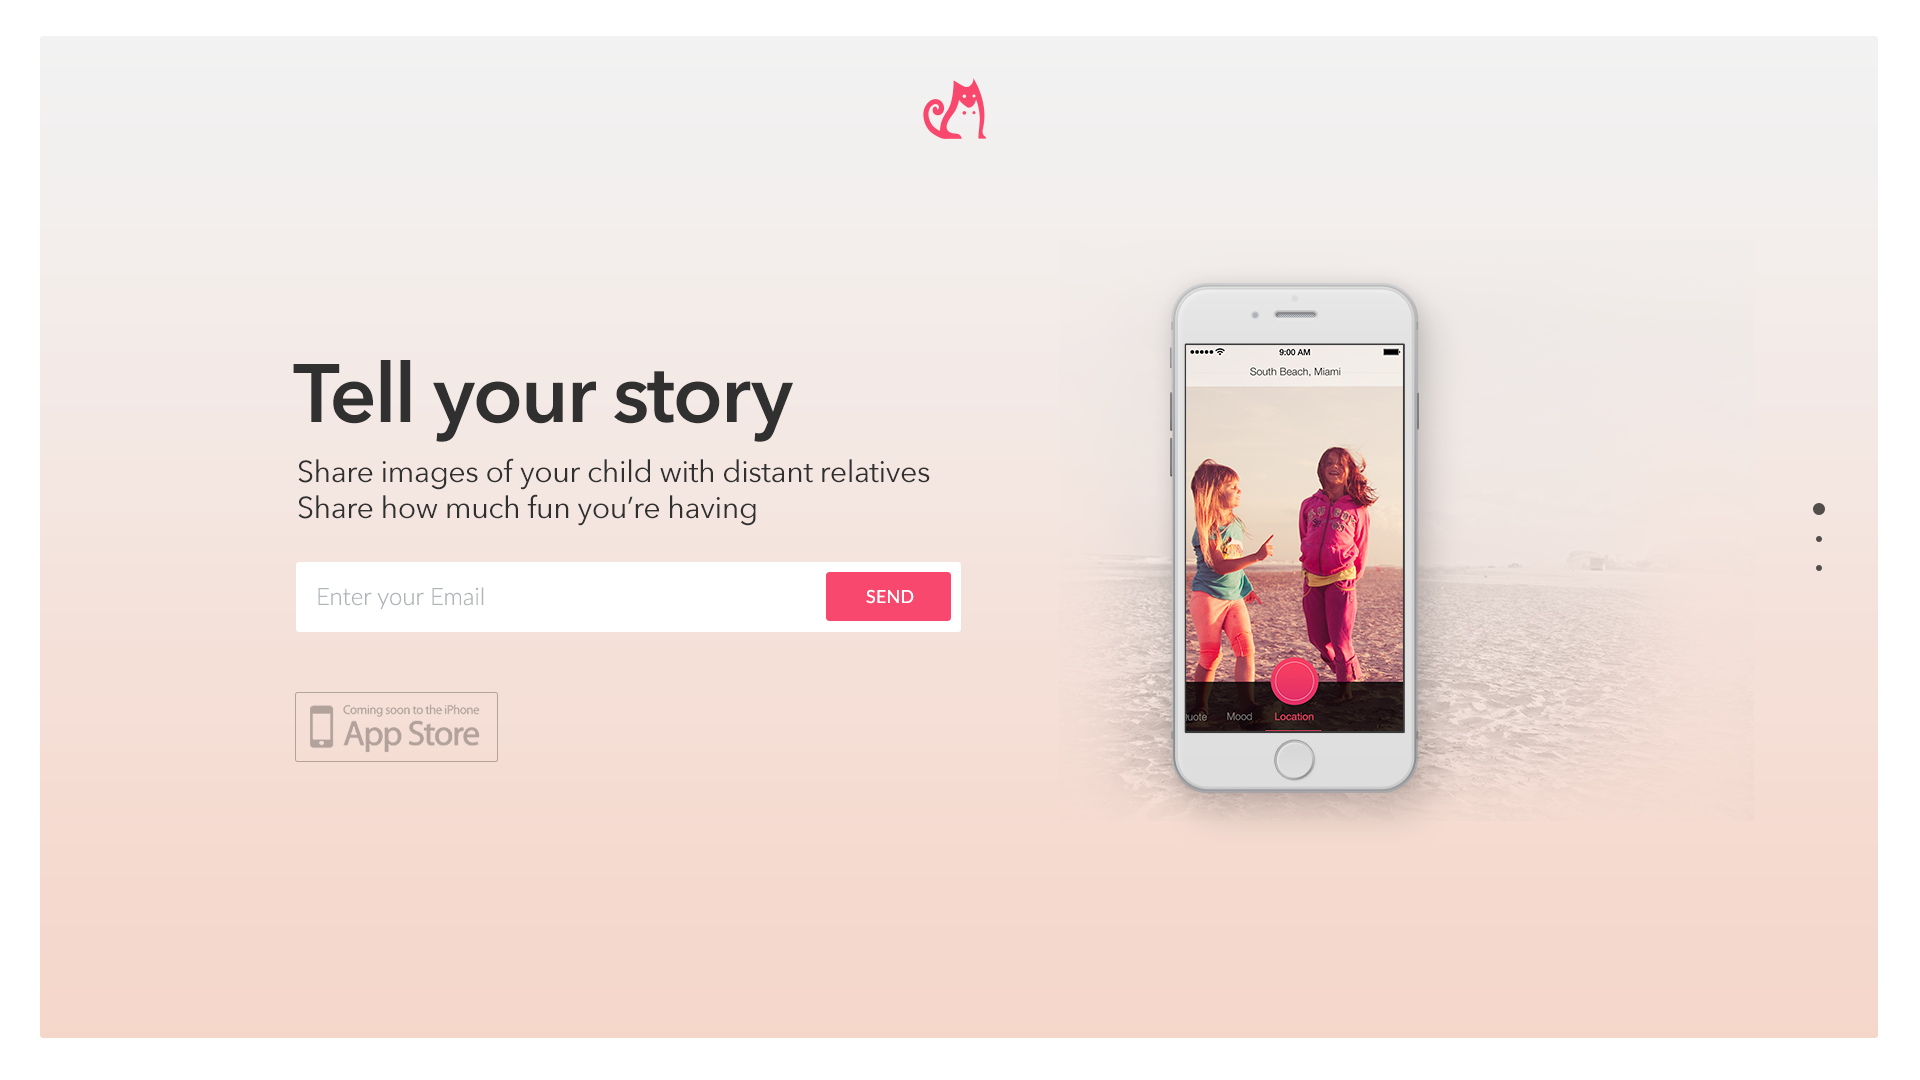 Tell your story
Share images of your child with distant relatives
Share how much fun you’re having
Enter your Email
SEND
Coming soon to the iPhone
App Store
9:00 AM
South Beach, Miami
uote Mood Location